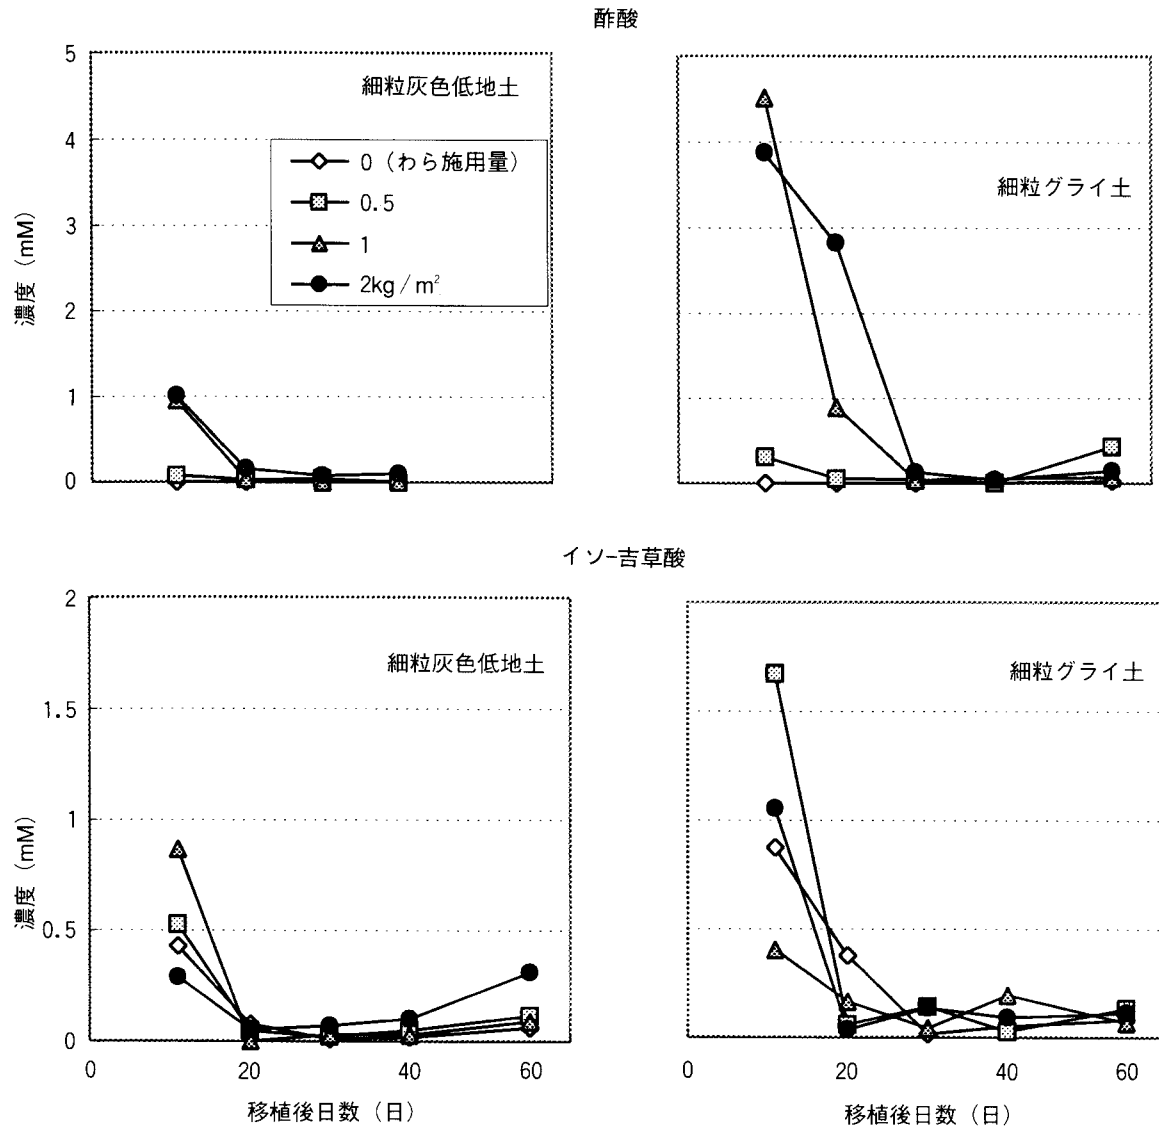 酢酸
5
4
3
2
1
0
濃度（mM）
細粒灰色低地土
0（わら施用量）
0.5
1
2kg/m²
細粒グライ土
イソ-吉草酸
2
1.5
1
0.5
0
濃度（mM）
細粒灰色低地土
0 20 40 60
移植後日数（日）
細粒グライ土
0 20 40 60
移植後日数（日）